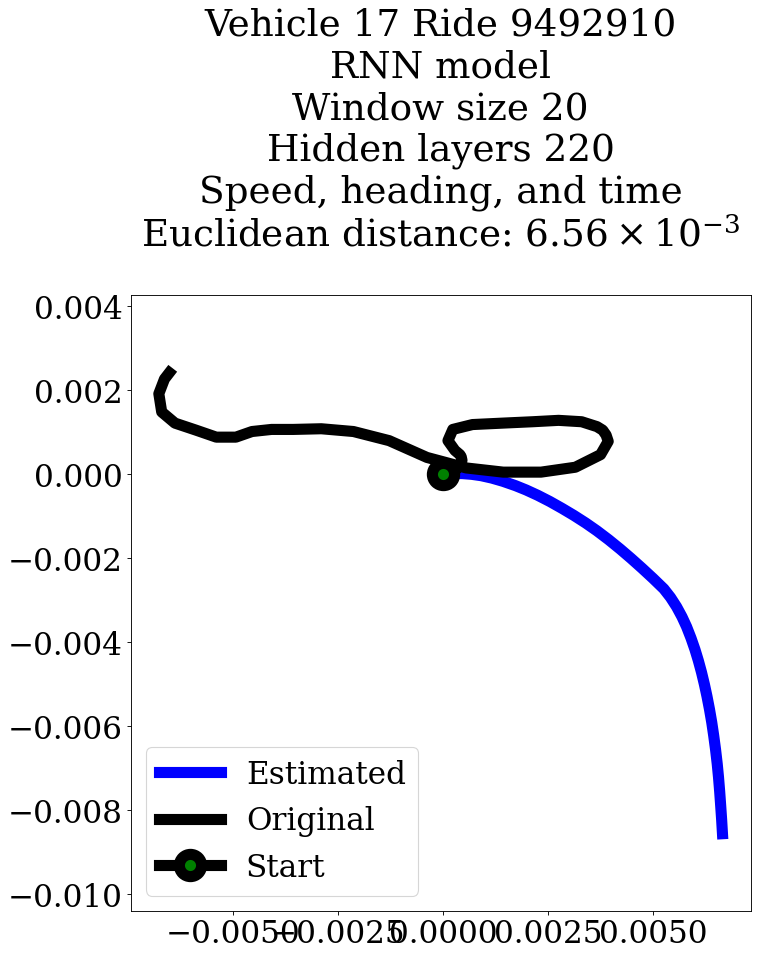 Vehicle 17 Ride 9492910
RNN model
Window size 20
Hidden layers 220
Speed, heading, and time
Euclidean distance: 6.56 × 10⁻³
0.004
0.002
0.000
−0.002
−0.004
−0.006
−0.008
−0.010
Estimated
Original
Start
−0.0050 −0.0025 0.0000 0.0025 0.0050